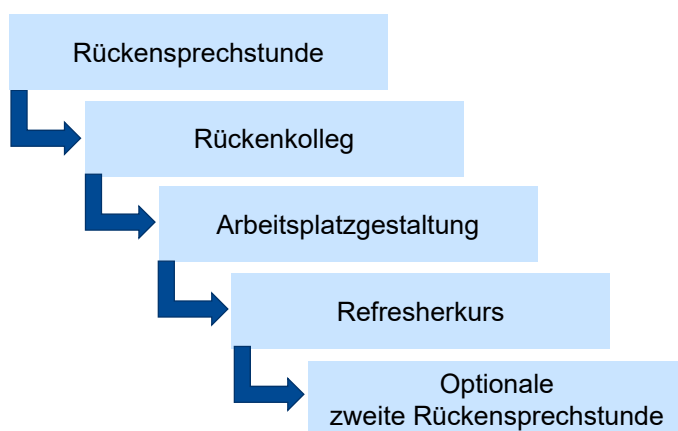 Rückensprechstunde
Rückenkolleg
Arbeitsplatzgestaltung
Refresherkurs
Optionale
zweite Rückensprechstunde